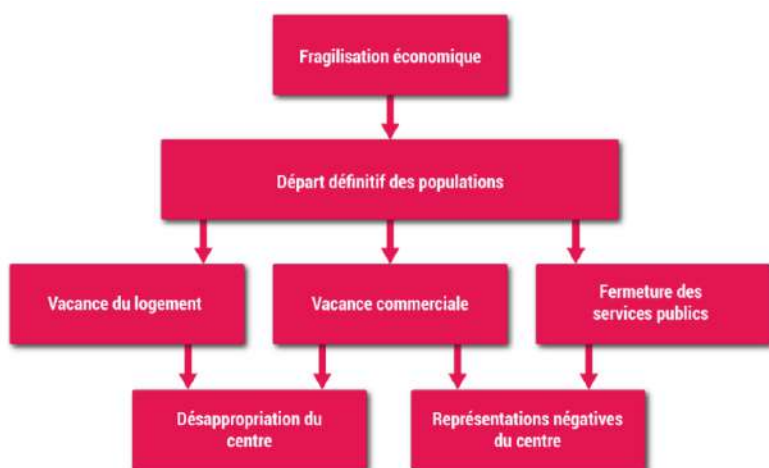 Fragilisation économique
Départ définitif des populations
Vacance du logement
Vacance commerciale
Fermeture des
services publics
Désappropriation du
centre
Représentations négatives
du centre